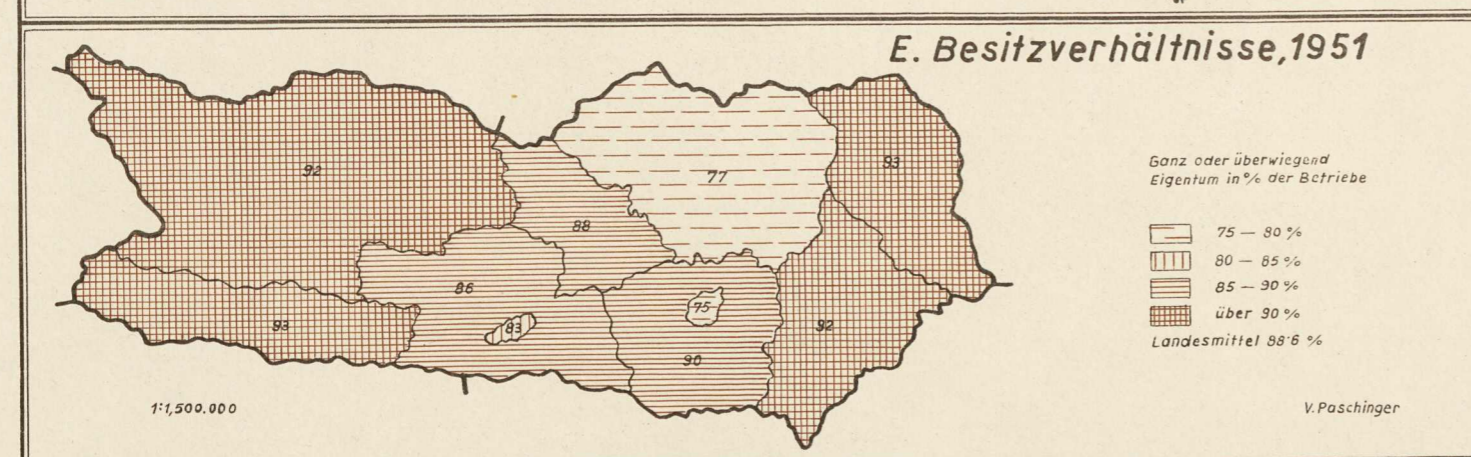 E. Besitzverhältnisse, 1951
92
77
93
88
86
75
93
83
92
90
Ganz oder überwiegend
Eigentum in % der Betriebe
75 — 80 %
80 — 85 %
85 — 90 %
über 90 %
Landesmittel 88·6 %
1:1,500.000
V. Paschinger